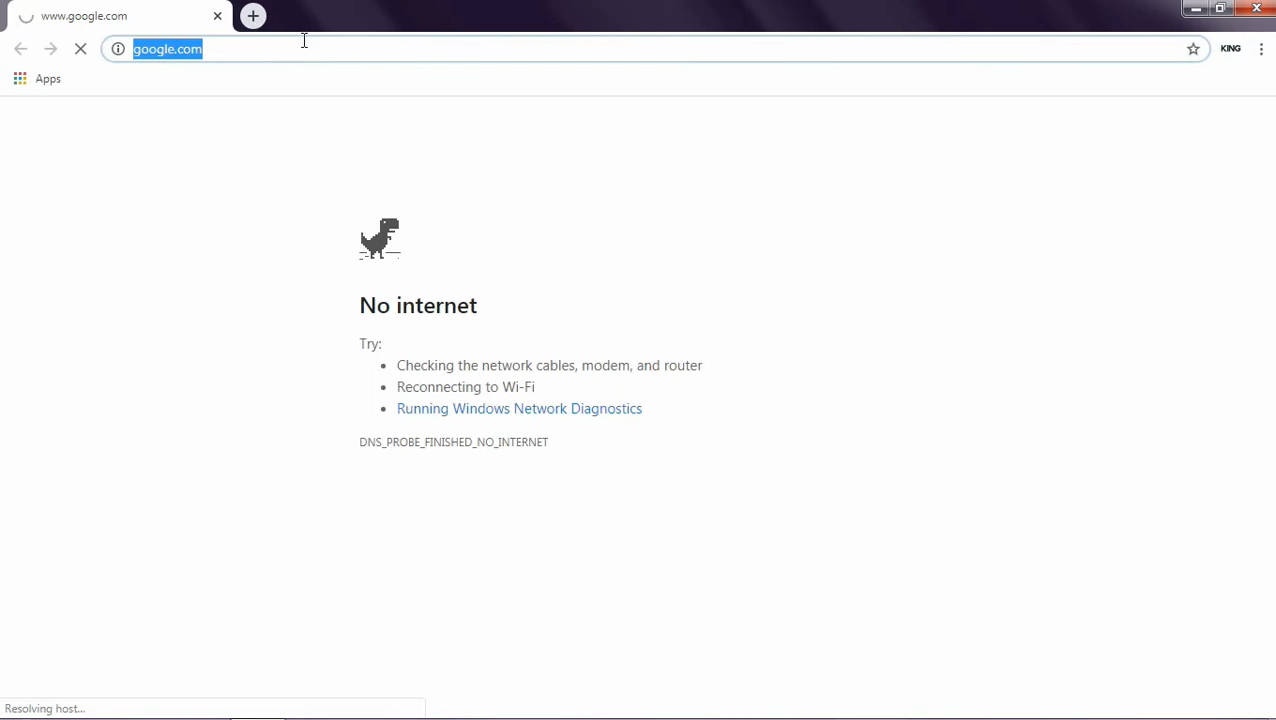 www.google.com
google.com
KING
Apps
No internet
Try:
Checking the network cables, modem, and router
Reconnecting to Wi-Fi
Running Windows Network Diagnostics
DNS_PROBE_FINISHED_NO_INTERNET
Resolving host...